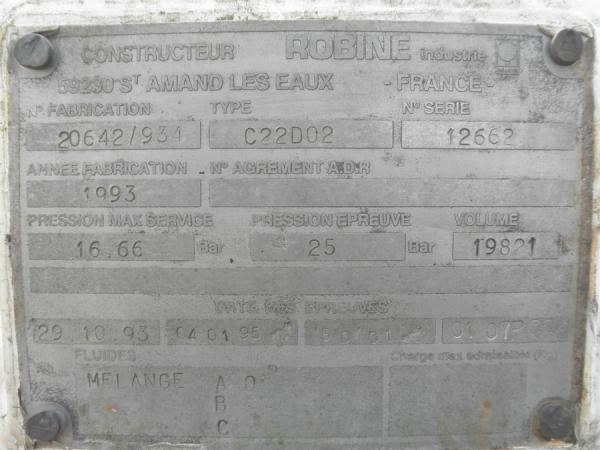 CONSTRUCTEUR ROBINE industrie
59230 ST AMAND LES EAUX - FRANCE -
N° FABRICATION TYPE N° SERIE
20642/934 C22D02 12662
ANNEE FABRICATION N° AGREMENT A.D.R
1993
PRESSION MAX SERVICE PRESSION EPREUVE VOLUME
16.66 Bar 25 Bar 19821
DATE DES EPREUVES
29 10 93 04 01 95
FLUIDES Charge max admissible (Kg)
MELANGE A 0
B
C